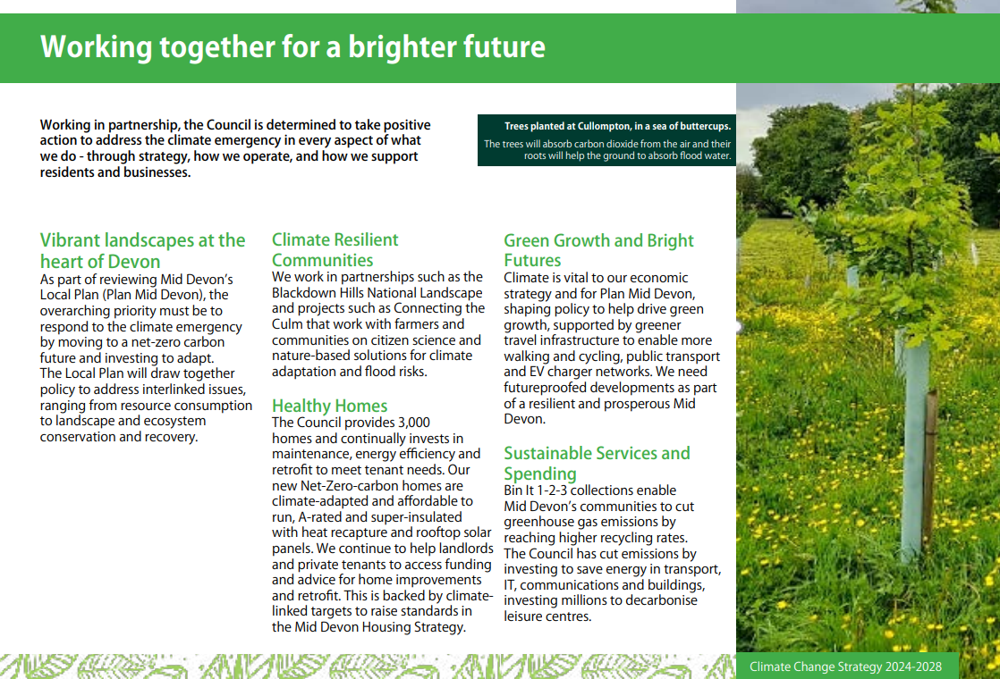 Working together for a brighter future
Working in partnership, the Council is determined to take positive
action to address the climate emergency in every aspect of what
we do - through strategy, how we operate, and how we support
residents and businesses.
Trees planted at Cullompton, in a sea of buttercups.
The trees will absorb carbon dioxide from the air and their
roots will help the ground to absorb flood water.
Vibrant landscapes at the
heart of Devon
As part of reviewing Mid Devon's
Local Plan (Plan Mid Devon), the
overarching priority must be to
respond to the climate emergency
by moving to a net-zero carbon
future and investing to adapt.
The Local Plan will draw together
policy to address interlinked issues,
ranging from resource consumption
to landscape and ecosystem
conservation and recovery.
Climate Resilient
Communities
We work in partnerships such as the
Blackdown Hills National Landscape
and projects such as Connecting the
Culm that work with farmers and
communities on citizen science and
nature-based solutions for climate
adaptation and flood risks.
Healthy Homes
The Council provides 3,000
homes and continually invests in
maintenance, energy efficiency and
retrofit to meet tenant needs. Our
new Net-Zero-carbon homes are
climate-adapted and affordable to
run, A-rated and super-insulated
with heat recapture and rooftop solar
panels. We continue to help landlords
and private tenants to access funding
and advice for home improvements
and retrofit. This is backed by climate-
linked targets to raise standards in
the Mid Devon Housing Strategy.
Green Growth and Bright
Futures
Climate is vital to our economic
strategy and for Plan Mid Devon,
shaping policy to help drive green
growth, supported by greener
travel infrastructure to enable more
walking and cycling, public transport
and EV charger networks. We need
futureproofed developments as part
of a resilient and prosperous Mid
Devon.
Sustainable Services and
Spending
Bin It 1-2-3 collections enable
Mid Devon's communities to cut
greenhouse gas emissions by
reaching higher recycling rates.
The Council has cut emissions by
investing to save energy in transport,
IT, communications and buildings,
investing millions to decarbonise
leisure centres.
Climate Change Strategy 2024-2028